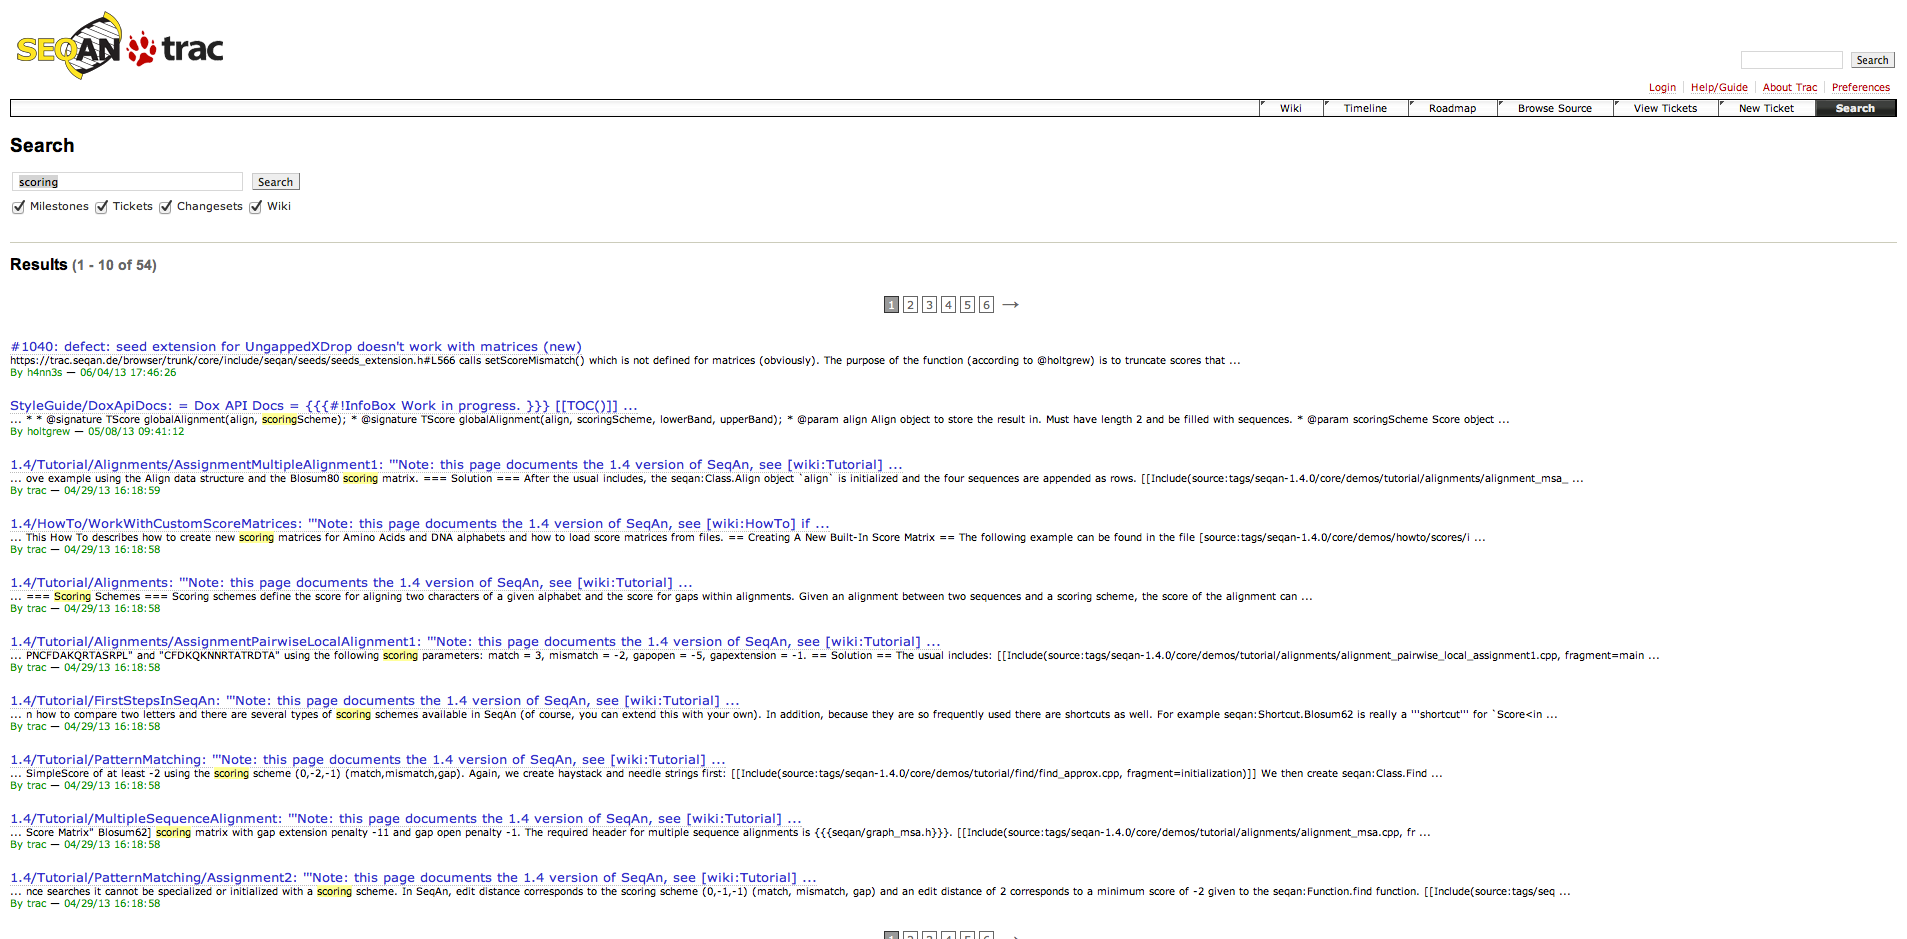 SEQAN trac
Search
Login Help/Guide About Trac Preferences
Wiki Timeline Roadmap Browse Source View Tickets New Ticket Search
Search
scoring Search
Milestones Tickets Changesets Wiki
Results (1 - 10 of 54)
1 2 3 4 5 6 →
#1040: defect: seed extension for UngappedXDrop doesn't work with matrices (new)
https://trac.seqan.de/browser/trunk/core/include/seqan/seeds/seeds_extension.h#L566 calls setScoreMismatch() which is not defined for matrices (obviously). The purpose of the function (according to @holtgrew) is to truncate scores that ...
By h4nn3s — 06/04/13 17:46:26
StyleGuide/DoxApiDocs: = Dox API Docs = {{{#!InfoBox Work in progress. }}} [[TOC()]] ...
... * * @signature TScore globalAlignment(align, scoringScheme); * @signature TScore globalAlignment(align, scoringScheme, lowerBand, upperBand); * @param align Align object to store the result in. Must have length 2 and be filled with sequences. * @param scoringScheme Score object ...
By holtgrew — 05/08/13 09:41:12
1.4/Tutorial/Alignments/AssignmentMultipleAlignment1: '''Note: this page documents the 1.4 version of SeqAn, see [wiki:Tutorial] ...
... ove example using the Align data structure and the Blosum80 scoring matrix. === Solution === After the usual includes, the seqan:Class.Align object `align` is initialized and the four sequences are appended as rows. [[Include(source:tags/seqan-1.4.0/core/demos/tutorial/alignments/alignment_msa_ ...
By trac — 04/29/13 16:18:59
1.4/HowTo/WorkWithCustomScoreMatrices: '''Note: this page documents the 1.4 version of SeqAn, see [wiki:HowTo] if ...
... This How To describes how to create new scoring matrices for Amino Acids and DNA alphabets and how to load score matrices from files. == Creating A New Built-In Score Matrix == The following example can be found in the file [source:tags/seqan-1.4.0/core/demos/howto/scores/i ...
By trac — 04/29/13 16:18:58
1.4/Tutorial/Alignments: '''Note: this page documents the 1.4 version of SeqAn, see [wiki:Tutorial] ...
... === Scoring Schemes === Scoring schemes define the score for aligning two characters of a given alphabet and the score for gaps within alignments. Given an alignment between two sequences and a scoring scheme, the score of the alignment can ...
By trac — 04/29/13 16:18:58
1.4/Tutorial/Alignments/AssignmentPairwiseLocalAlignment1: '''Note: this page documents the 1.4 version of SeqAn, see [wiki:Tutorial] ...
... PNCFDAKQRTASRPL" and "CFDKQKNNRTATRDTA" using the following scoring parameters: match = 3, mismatch = -2, gapopen = -5, gapextension = -1. == Solution == The usual includes: [[Include(source:tags/seqan-1.4.0/core/demos/tutorial/alignments/alignment_pairwise_local_assignment1.cpp, fragment=main ...
By trac — 04/29/13 16:18:58
1.4/Tutorial/FirstStepsInSeqAn: '''Note: this page documents the 1.4 version of SeqAn, see [wiki:Tutorial] ...
... n how to compare two letters and there are several types of scoring schemes available in SeqAn (of course, you can extend this with your own). In addition, because they are so frequently used there are shortcuts as well. For example seqan:Shortcut.Blosum62 is really a '''shortcut''' for `Score<in ...
By trac — 04/29/13 16:18:58
1.4/Tutorial/PatternMatching: '''Note: this page documents the 1.4 version of SeqAn, see [wiki:Tutorial] ...
... SimpleScore of at least -2 using the scoring scheme (0,-2,-1) (match,mismatch,gap). Again, we create haystack and needle strings first: [[Include(source:tags/seqan-1.4.0/core/demos/tutorial/find/find_approx.cpp, fragment=initialization)]] We then create seqan:Class.Find ...
By trac — 04/29/13 16:18:58
1.4/Tutorial/MultipleSequenceAlignment: '''Note: this page documents the 1.4 version of SeqAn, see [wiki:Tutorial] ...
... Score Matrix" Blosum62] scoring matrix with gap extension penalty -11 and gap open penalty -1. The required header for multiple sequence alignments is {{{seqan/graph_msa.h}}}. [[Include(source:tags/seqan-1.4.0/core/demos/tutorial/alignments/alignment_msa.cpp, fr ...
By trac — 04/29/13 16:18:58
1.4/Tutorial/PatternMatching/Assignment2: '''Note: this page documents the 1.4 version of SeqAn, see [wiki:Tutorial] ...
... nce searches it cannot be specialized or initialized with a scoring scheme. In SeqAn, edit distance corresponds to the scoring scheme (0,-1,-1) (match, mismatch, gap) and an edit distance of 2 corresponds to a minimum score of -2 given to the seqan:Function.find function. [[Include(source:tags/seq ...
By trac — 04/29/13 16:18:58
1 2 3 4 5 6 →